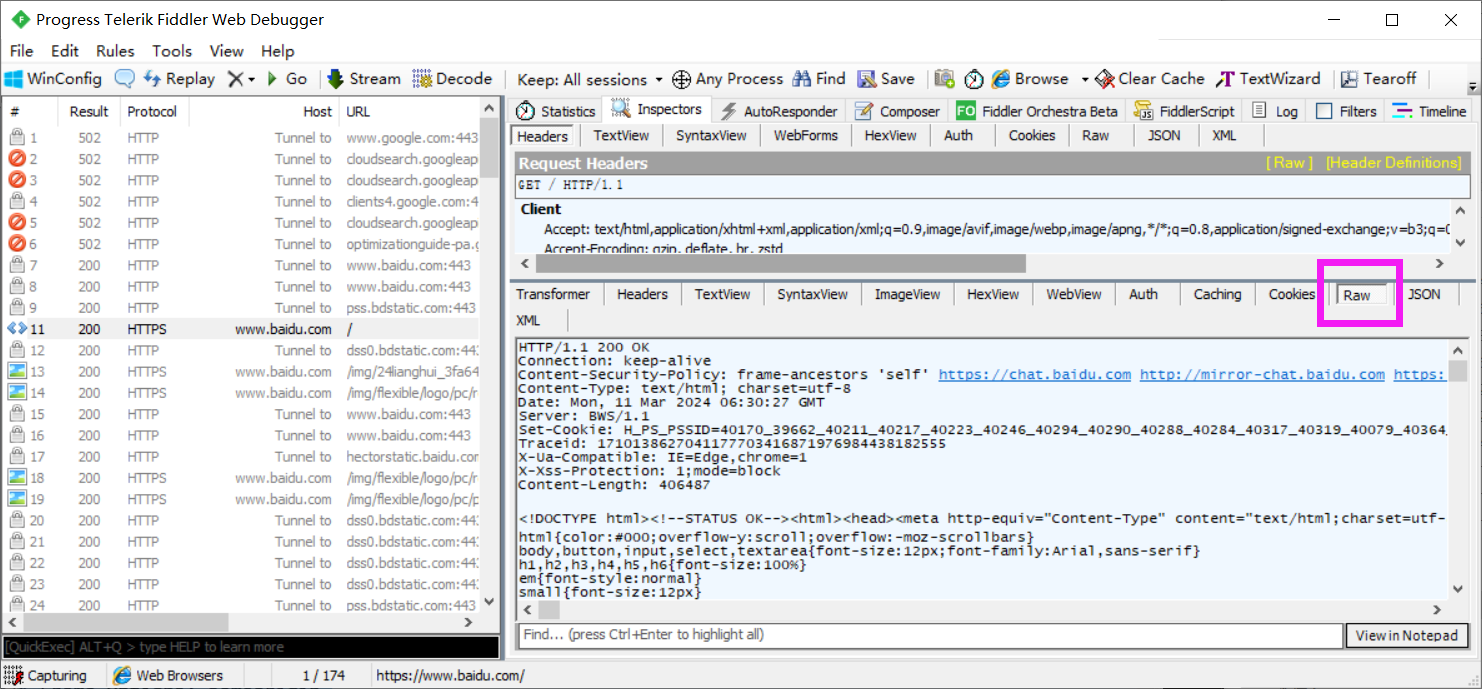 Progress Telerik Fiddler Web Debugger
File Edit Rules Tools View Help
WinConfig Replay Go Stream Decode Keep: All sessions Any Process Find Save Browse Clear Cache TextWizard Tearoff
# Result Protocol Host URL
1 502 HTTP Tunnel to www.google.com:443
2 502 HTTP Tunnel to cloudsearch.googleap
3 502 HTTP Tunnel to cloudsearch.googleap
4 502 HTTP Tunnel to clients4.google.com:4
5 502 HTTP Tunnel to cloudsearch.googleap
6 502 HTTP Tunnel to optimizationguide-pa.g
7 200 HTTP Tunnel to www.baidu.com:443
8 200 HTTP Tunnel to www.baidu.com:443
9 200 HTTP Tunnel to pss.bdstatic.com:443
11 200 HTTPS www.baidu.com /
12 200 HTTP Tunnel to dss0.bdstatic.com:443
13 200 HTTPS www.baidu.com /img/24lianghui_3fa64
14 200 HTTPS www.baidu.com /img/flexible/logo/pc/r
15 200 HTTP Tunnel to www.baidu.com:443
16 200 HTTP Tunnel to www.baidu.com:443
17 200 HTTP Tunnel to hectorstatic.baidu.com
18 200 HTTPS www.baidu.com /img/flexible/logo/pc/r
19 200 HTTPS www.baidu.com /img/flexible/logo/pc/p
20 200 HTTP Tunnel to dss0.bdstatic.com:443
21 200 HTTP Tunnel to dss0.bdstatic.com:443
22 200 HTTP Tunnel to dss0.bdstatic.com:443
23 200 HTTP Tunnel to dss0.bdstatic.com:443
24 200 HTTP Tunnel to pss.bdstatic.com:443
[QuickExec] ALT+Q > type HELP to learn more
Statistics Inspectors AutoResponder Composer FO Fiddler Orchestra Beta FiddlerScript Log Filters Timeline
Headers TextView SyntaxView WebForms HexView Auth Cookies Raw JSON XML
Request Headers [ Raw ] [Header Definitions]
GET / HTTP/1.1
Client
Accept: text/html,application/xhtml+xml,application/xml;q=0.9,image/avif,image/webp,image/apng,*/*;q=0.8,application/signed-exchange;v=b3;q=0
Accept-Encoding: gzip, deflate, br, zstd
Transformer Headers TextView SyntaxView ImageView HexView WebView Auth Caching Cookies Raw JSON
XML
HTTP/1.1 200 OK
Connection: keep-alive
Content-Security-Policy: frame-ancestors 'self' https://chat.baidu.com http://mirror-chat.baidu.com https:
Content-Type: text/html; charset=utf-8
Date: Mon, 11 Mar 2024 06:30:27 GMT
Server: BWS/1.1
Set-Cookie: H_PS_PSSID=40170_39662_40211_40217_40223_40246_40294_40290_40288_40284_40317_40319_40079_40364_
Traceid: 1710138627041177703416871976984438182555
X-Ua-Compatible: IE=Edge,chrome=1
X-Xss-Protection: 1;mode=block
Content-Length: 406487
<!DOCTYPE html><!--STATUS OK--><html><head><meta http-equiv="Content-Type" content="text/html;charset=utf-
html{color:#000;overflow-y:scroll;overflow:-moz-scrollbars}
body,button,input,select,textarea{font-size:12px;font-family:Arial,sans-serif}
h1,h2,h3,h4,h5,h6{font-size:100%}
em{font-style:normal}
small{font-size:12px}
Find... (press Ctrl+Enter to highlight all) View in Notepad
Capturing Web Browsers 1 / 174 https://www.baidu.com/